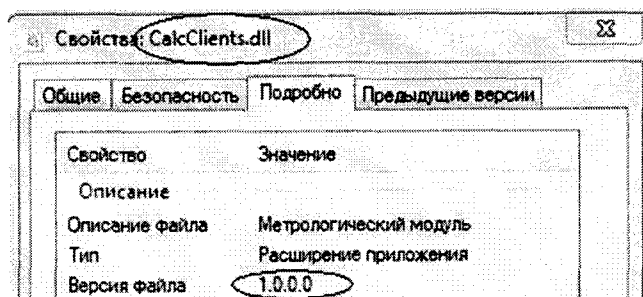 Свойства: CalcClients.dll
Общие Безопасность Подробно Предыдущие версии
Свойство Значение
Описание
Описание файла Метрологический модуль
Тип Расширение приложения
Версия файла 1.0.0.0